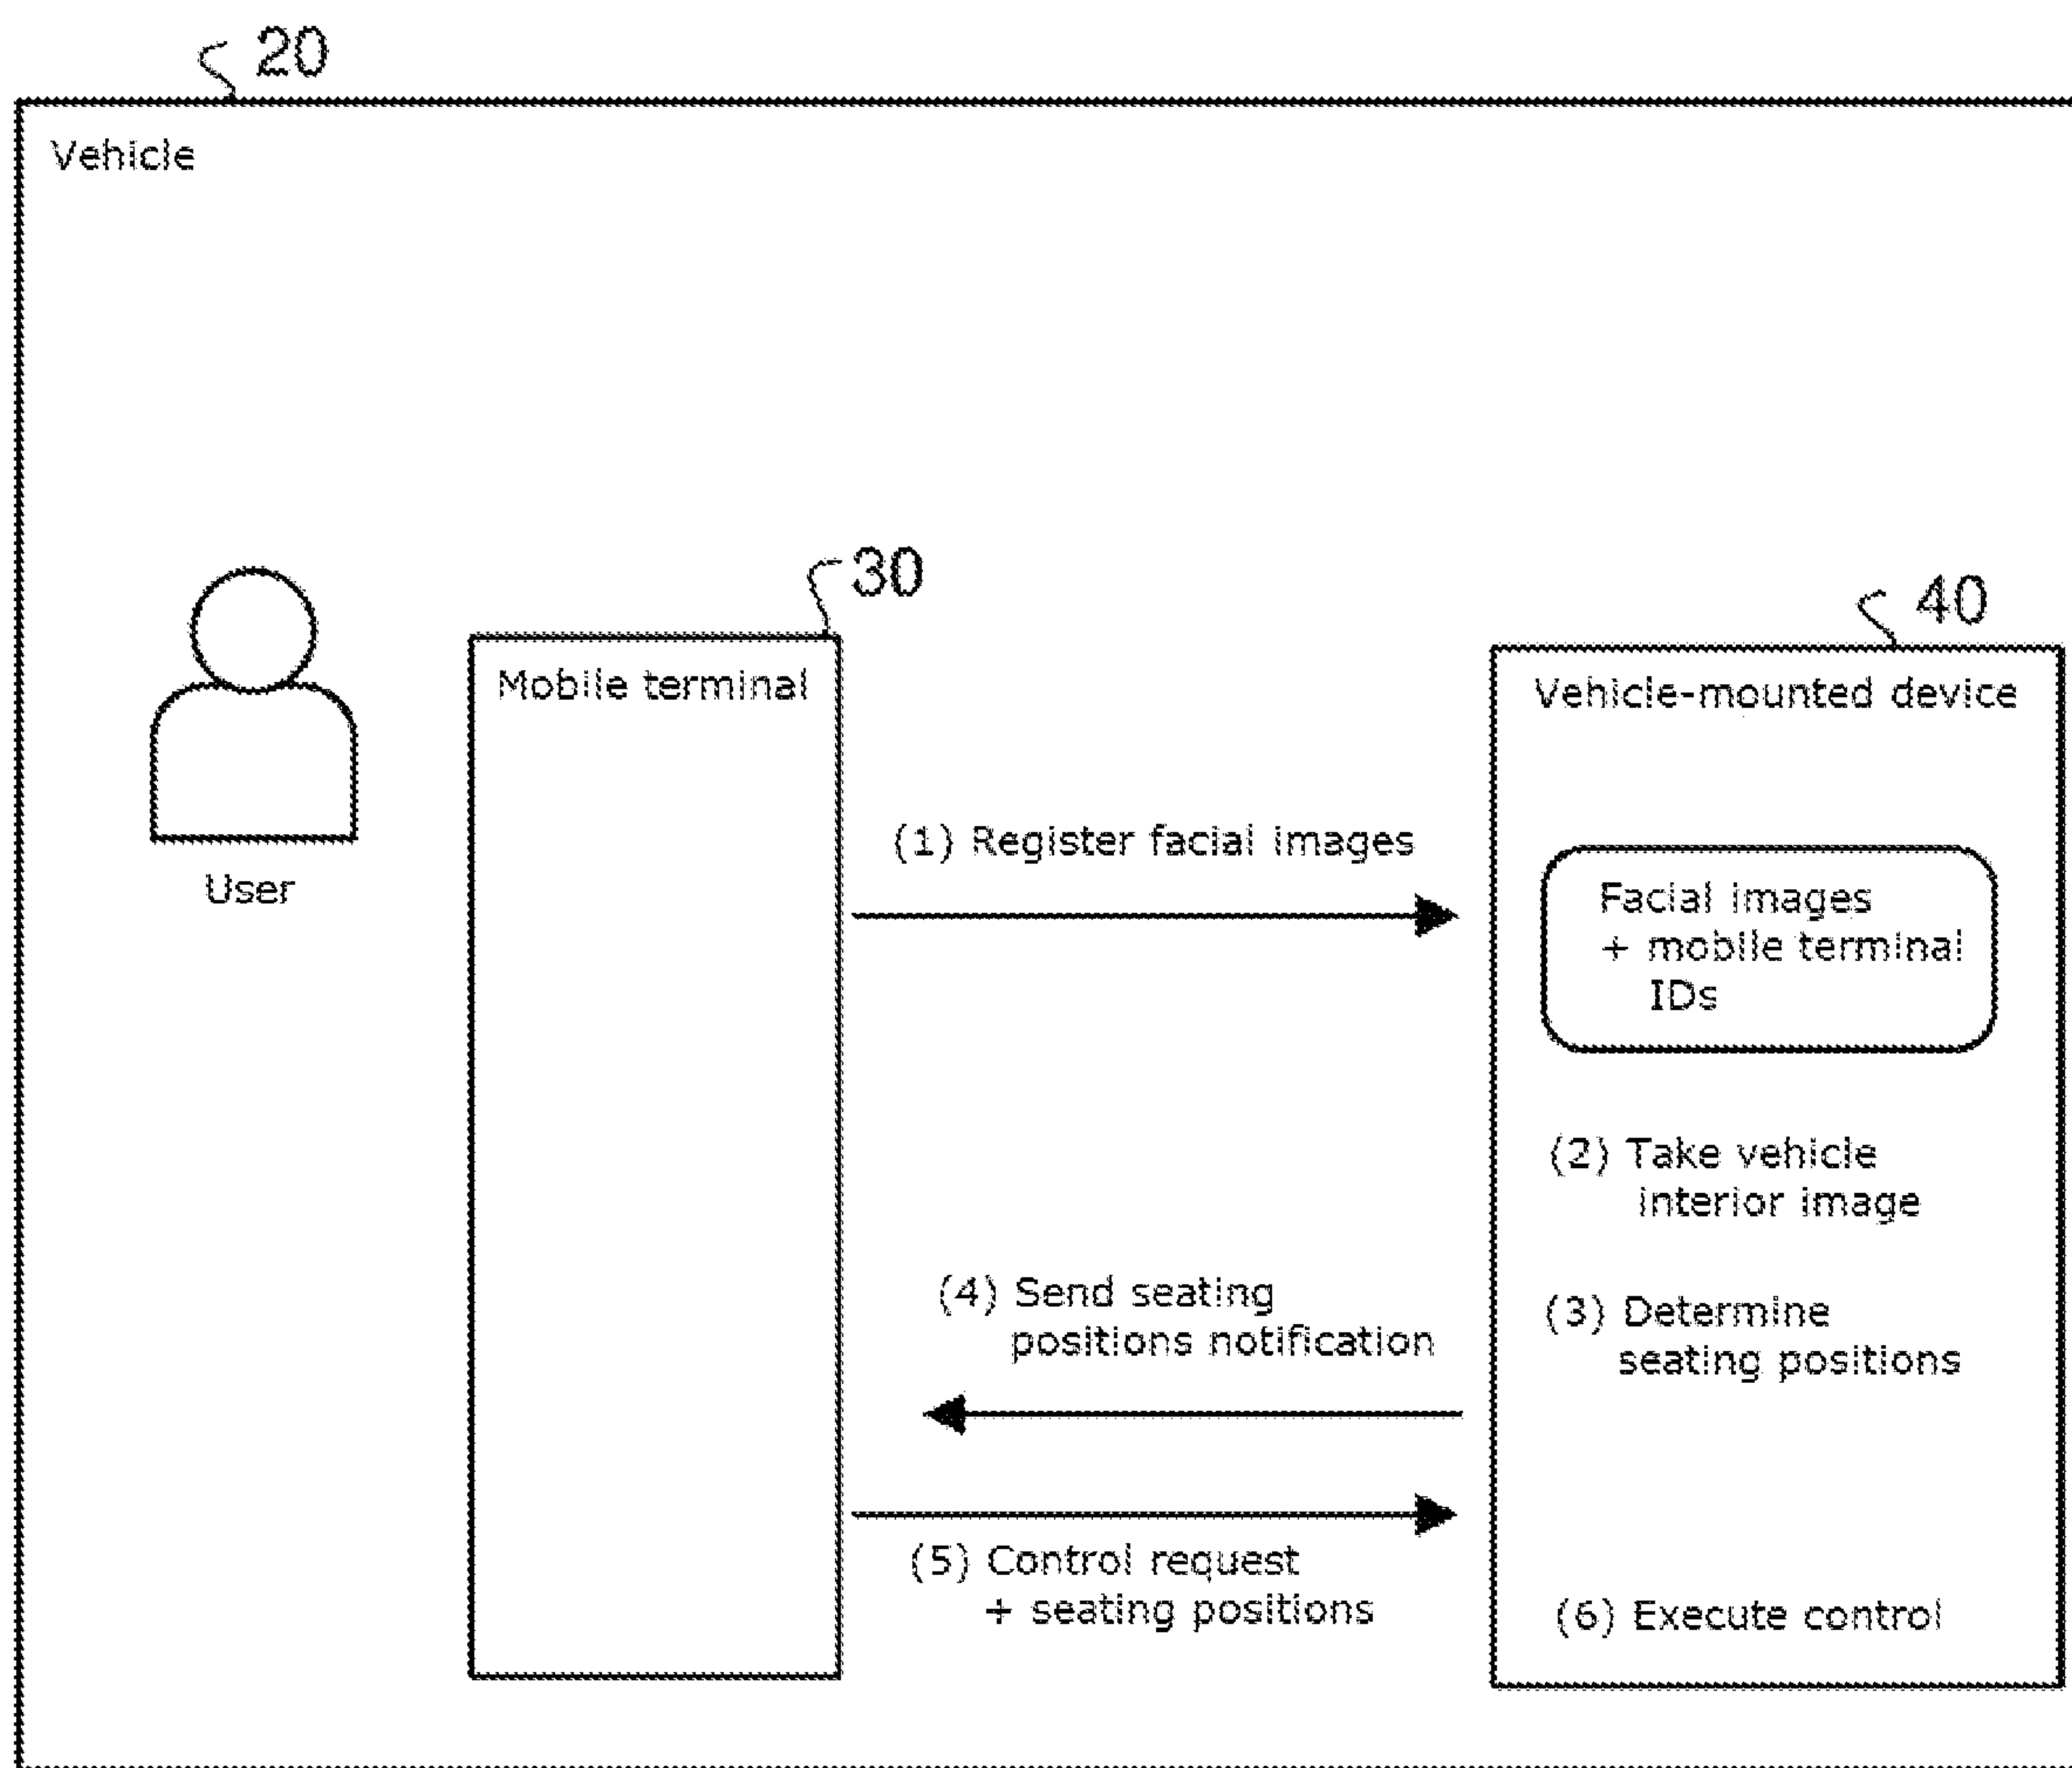 20
Vehicle
30
40
Mobile terminal
Vehicle-mounted device
User
(1) Register facial images
Facial images
+ mobile terminal
IDs
(2) Take vehicle
interior image
(4) Send seating
positions notification
(3) Determine
seating positions
(5) Control request
+ seating positions
(6) Execute control